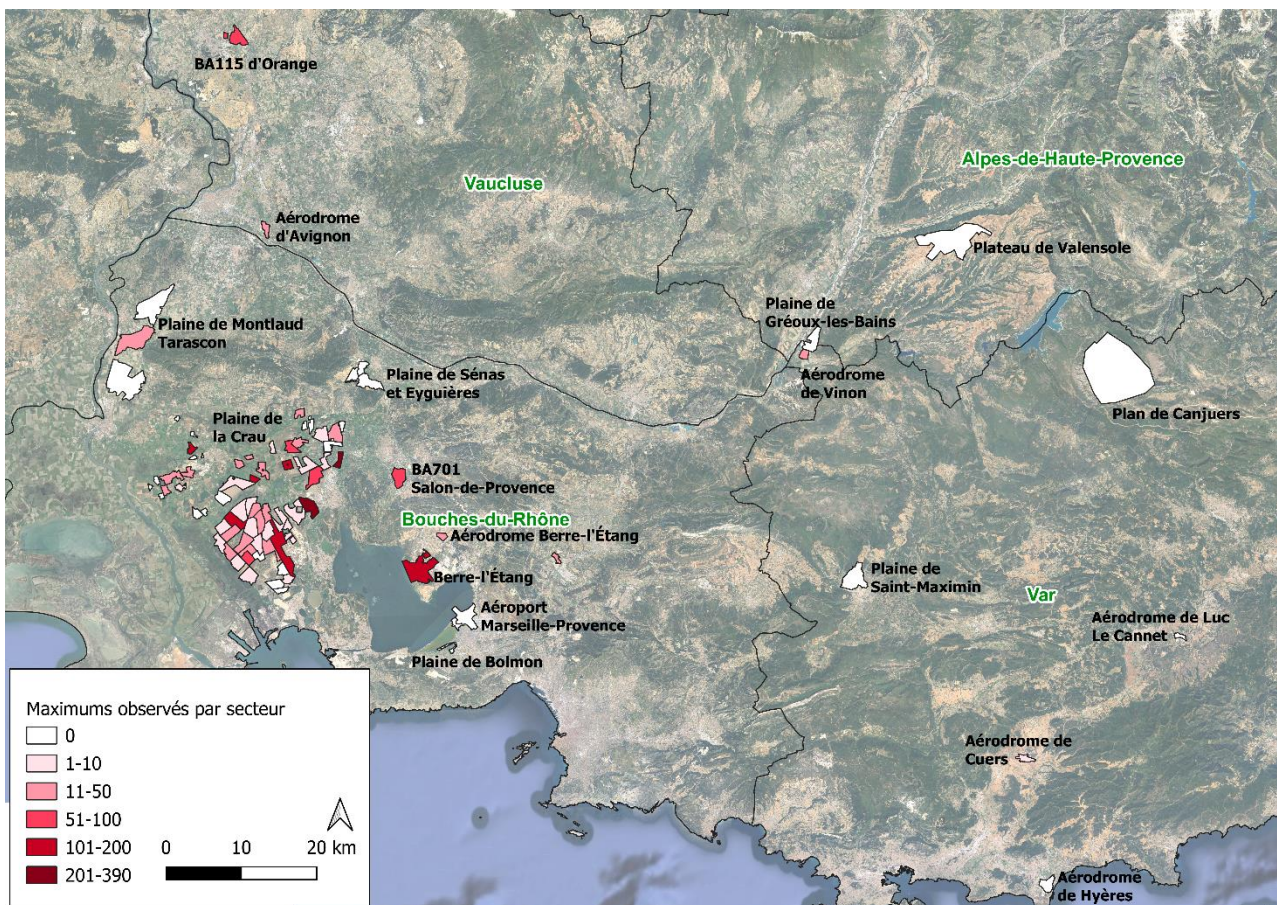 BA115 d'Orange
Vaucluse
Alpes-de-Haute-Provence
Aérodrome
d'Avignon
Plateau de Valensole
Plaine de Montlaud
Tarascon
Plaine de
Gréoux-les-Bains
Plaine de Sénas
et Eyguières
Aérodrome
de Vinon
Plan de Canjuers
Plaine de
la Crau
BA701
Salon-de-Provence
Bouches-du-Rhône
Aérodrome Berre-l'Étang
Berre-l'Étang
Plaine de
Saint-Maximin
Var
Aéroport
Marseille-Provence
Aérodrome de Luc
Le Cannet
Plaine de Bolmon
Aérodrome de
Cuers
Aérodrome
de Hyères
Maximums observés par secteur
0
1-10
11-50
51-100
101-200
201-390
0 10 20 km